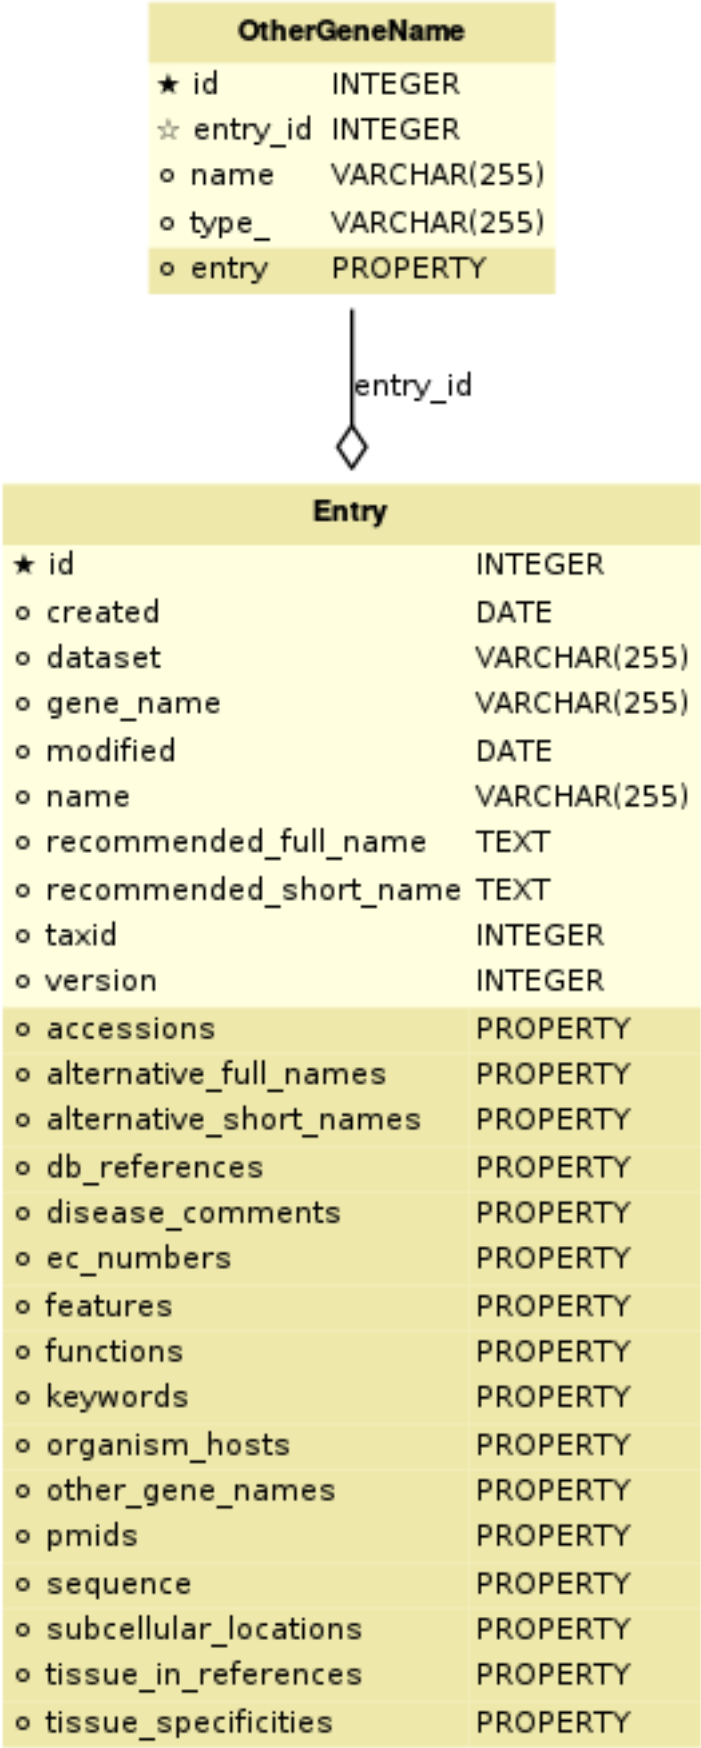 OtherGeneName
★ id INTEGER
☆ entry_id INTEGER
○ name VARCHAR(255)
○ type_ VARCHAR(255)
○ entry PROPERTY
entry_id
Entry
★ id INTEGER
○ created DATE
○ dataset VARCHAR(255)
○ gene_name VARCHAR(255)
○ modified DATE
○ name VARCHAR(255)
○ recommended_full_name TEXT
○ recommended_short_name TEXT
○ taxid INTEGER
○ version INTEGER
○ accessions PROPERTY
○ alternative_full_names PROPERTY
○ alternative_short_names PROPERTY
○ db_references PROPERTY
○ disease_comments PROPERTY
○ ec_numbers PROPERTY
○ features PROPERTY
○ functions PROPERTY
○ keywords PROPERTY
○ organism_hosts PROPERTY
○ other_gene_names PROPERTY
○ pmids PROPERTY
○ sequence PROPERTY
○ subcellular_locations PROPERTY
○ tissue_in_references PROPERTY
○ tissue_specificities PROPERTY